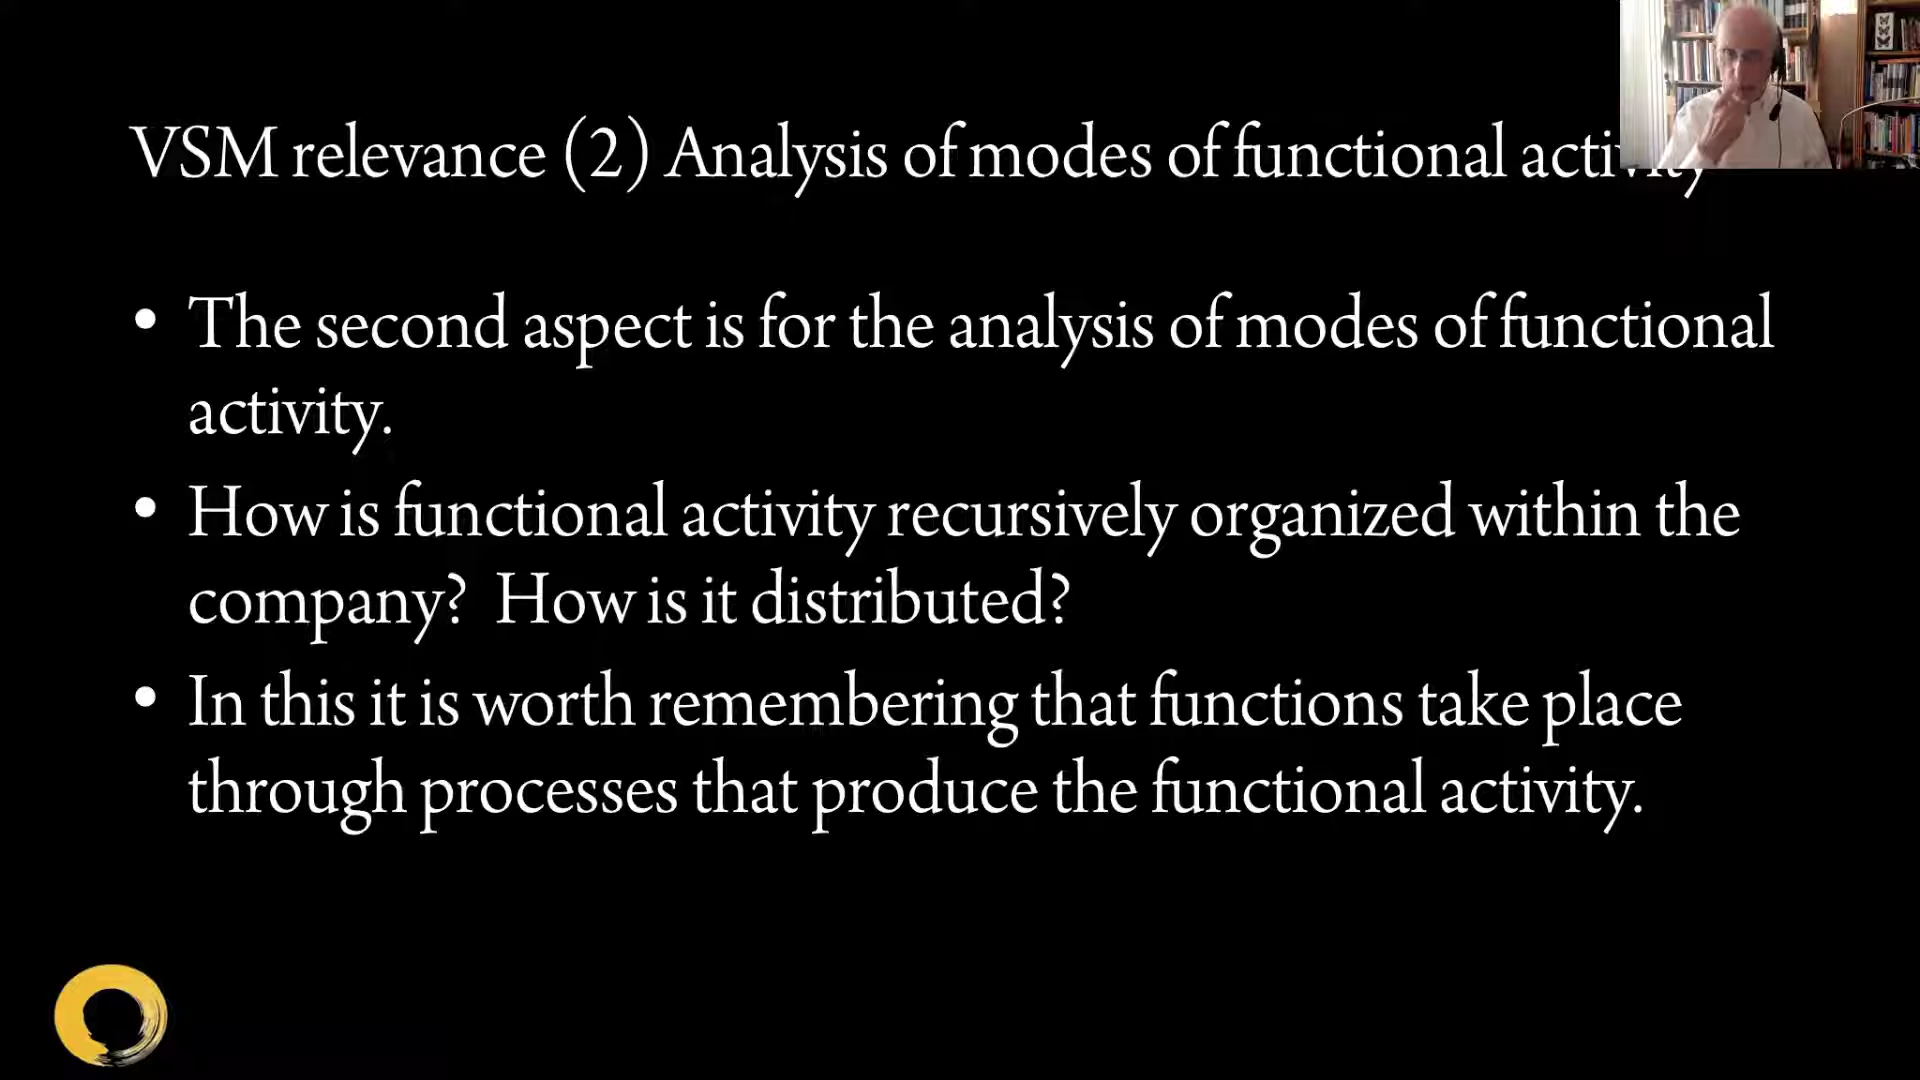 VSM relevance (2) Analysis of modes of functional activity
The second aspect is for the analysis of modes of functional
activity.
How is functional activity recursively organized within the
company? How is it distributed?
In this it is worth remembering that functions take place
through processes that produce the functional activity.